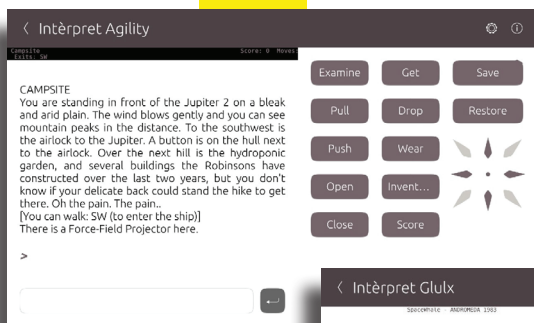 Intèrpret Agility
Campsite Score: 0 Moves:
Exits: SW
CAMPSITE
You are standing in front of the Jupiter 2 on a bleak
and arid plain. The wind blows gently and you can see
mountain peaks in the distance. To the southwest is
the airlock to the Jupiter. A button is on the hull next
to the airlock. Over the next hill is the hydroponic
garden, and several buildings the Robinsons have
constructed over the last two years, but you don't
know if your delicate back could stand the hike to get
there. Oh the pain. The pain..
[You can walk: SW (to enter the ship)]
There is a Force-Field Projector here.
>
Examine Get Save
Pull Drop Restore
Push Wear
Open Invent...
Close Score
Intèrpret Glulx
SpaceWhale - ANDROMEDA 1983